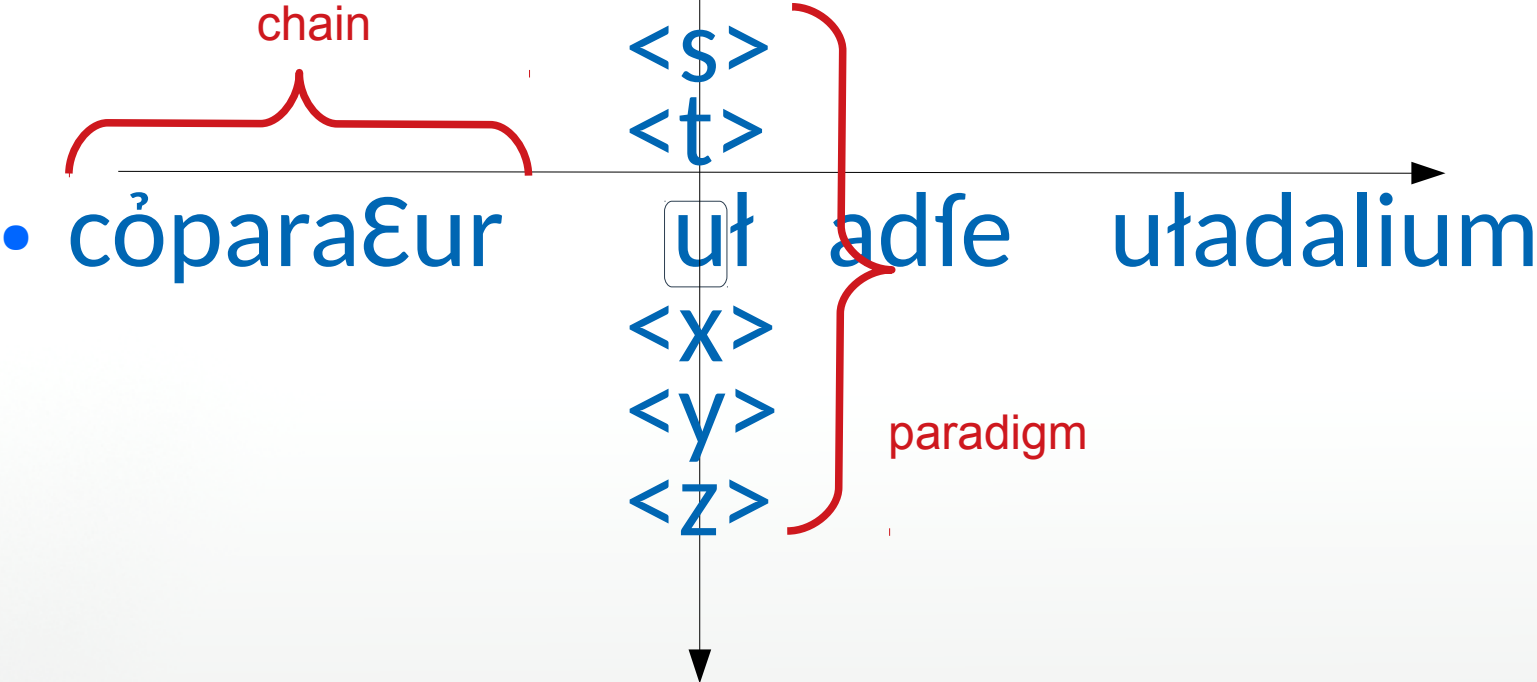 chain
<s>
<t>
• cỏparaƐur uł adſe uładalium
<x>
<y>
paradigm
<z>